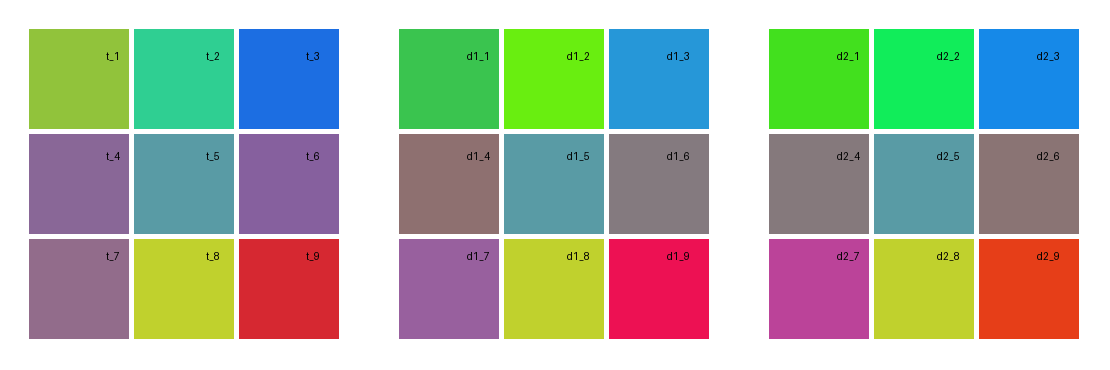 t_1 t_2 t_3 d1_1 d1_2 d1_3 d2_1 d2_2 d2_3
t_4 t_5 t_6 d1_4 d1_5 d1_6 d2_4 d2_5 d2_6
t_7 t_8 t_9 d1_7 d1_8 d1_9 d2_7 d2_8 d2_9